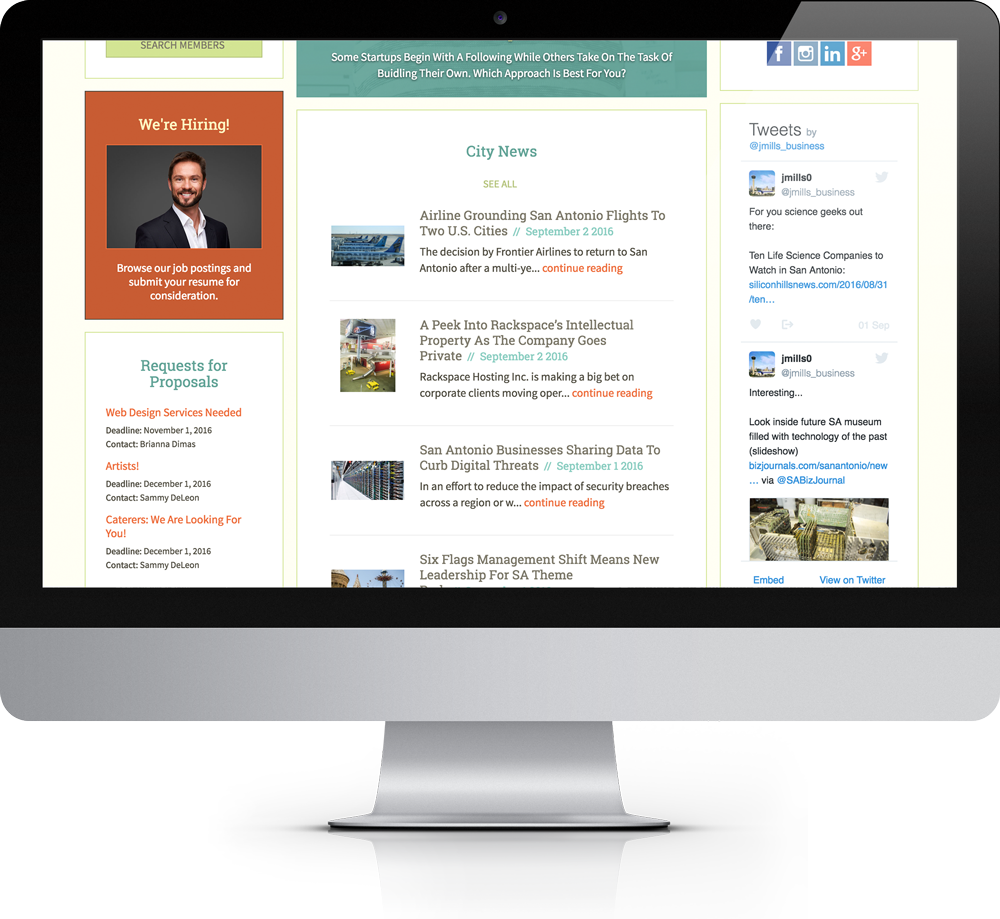 SEARCH MEMBERS
We're Hiring!
Browse our job postings and
submit your resume for
consideration.
Requests for
Proposals
Web Design Services Needed
Deadline: November 1, 2016
Contact: Brianna Dimas
Artists!
Deadline: December 1, 2016
Contact: Sammy DeLeon
Caterers: We Are Looking For
You!
Deadline: December 1, 2016
Contact: Sammy DeLeon
Some Startups Begin With A Following While Others Take On The Task Of
Buidling Their Own. Which Approach Is Best For You?
City News
SEE ALL
Airline Grounding San Antonio Flights To
Two U.S. Cities // September 2 2016
The decision by Frontier Airlines to return to San
Antonio after a multi-ye... continue reading
A Peek Into Rackspace's Intellectual
Property As The Company Goes
Private // September 2 2016
Rackspace Hosting Inc. is making a big bet on
corporate clients moving oper... continue reading
San Antonio Businesses Sharing Data To
Curb Digital Threats // September 1 2016
In an effort to reduce the impact of security breaches
across a region or w... continue reading
Six Flags Management Shift Means New
Leadership For SA Theme
f in g+
Tweets by
@jmills_business
jmills0
@jmills_business
For you science geeks out
there:
Ten Life Science Companies to
Watch in San Antonio:
siliconhillsnews.com/2016/08/31
/ten…
01 Sep
jmills0
@jmills_business
Interesting...
Look inside future SA museum
filled with technology of the past
(slideshow)
bizjournals.com/sanantonio/new
… via @SABizJournal
Embed View on Twitter